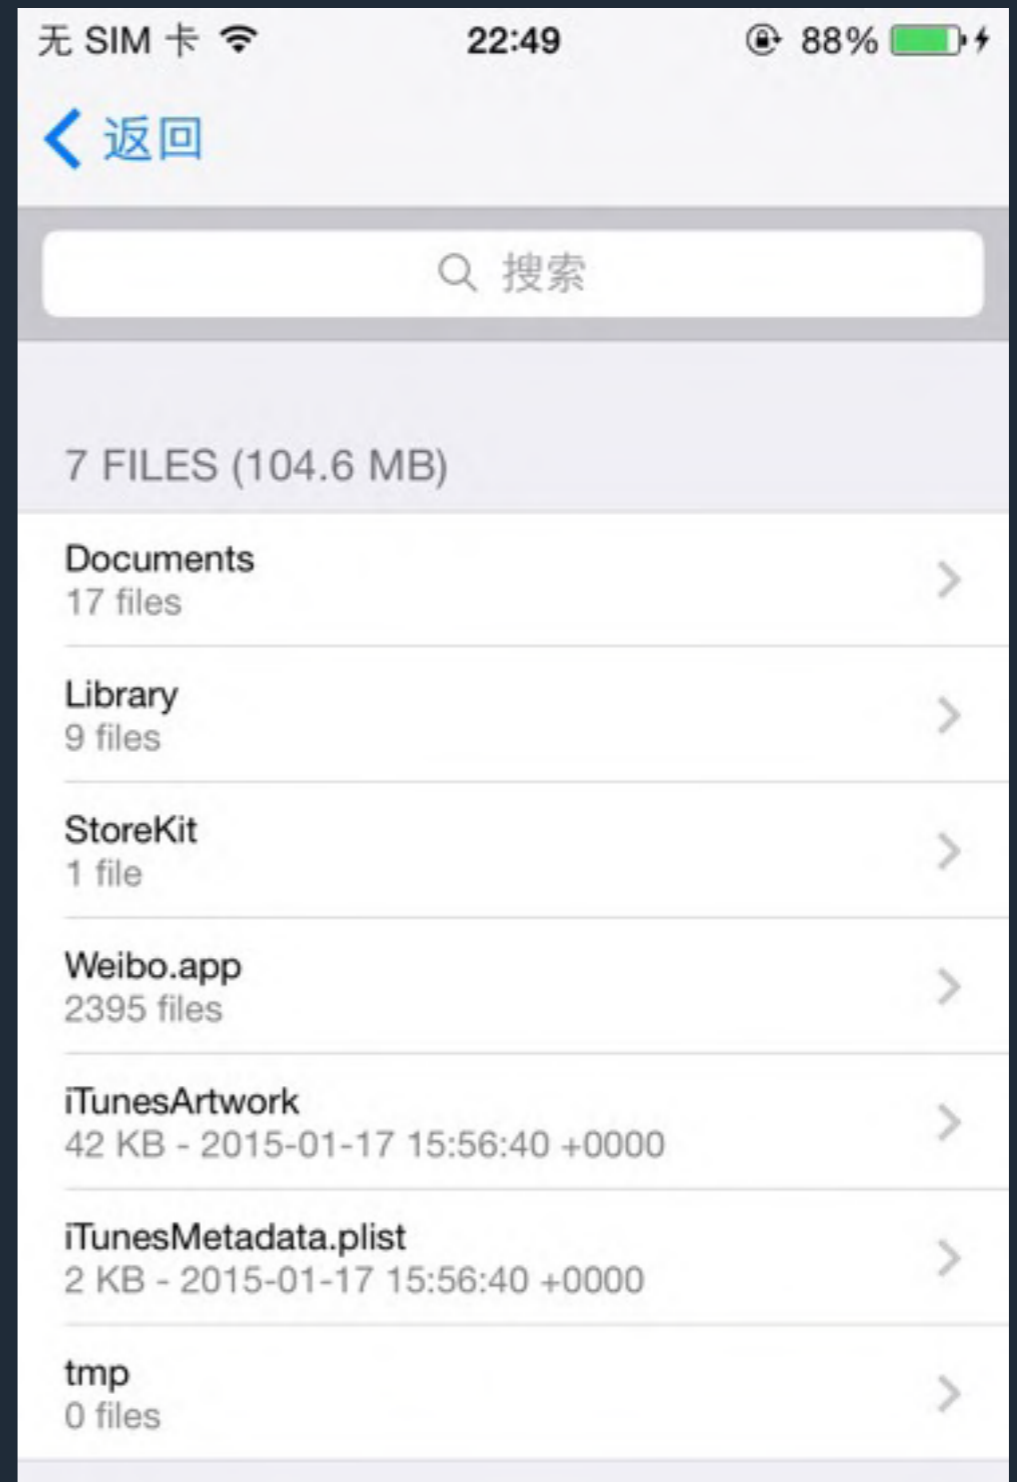 无 SIM 卡 22:49 88%
返回
搜索
7 FILES (104.6 MB)
Documents
17 files
Library
9 files
StoreKit
1 file
Weibo.app
2395 files
iTunesArtwork
42 KB - 2015-01-17 15:56:40 +0000
iTunesMetadata.plist
2 KB - 2015-01-17 15:56:40 +0000
tmp
0 files